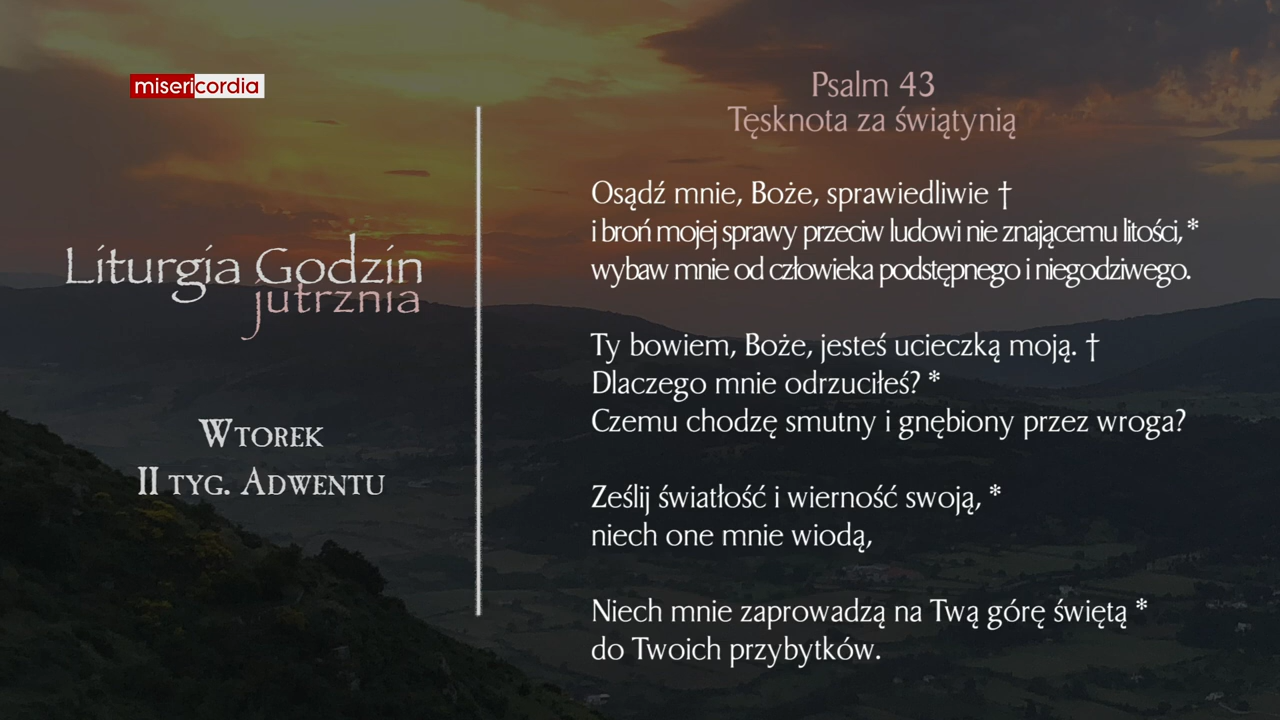 misericordia
Liturgia Godzin
jutrznia
Wtorek
II tyg. Adwentu
Psalm 43
Tęsknota za świątynią
Osądź mnie, Boże, sprawiedliwie †
i broń mojej sprawy przeciw ludowi nie znającemu litości, *
wybaw mnie od człowieka podstępnego i niegodziwego.
Ty bowiem, Boże, jesteś ucieczką moją. †
Dlaczego mnie odrzuciłeś? *
Czemu chodzę smutny i gnębiony przez wroga?
Ześlij światłość i wierność swoją, *
niech one mnie wiodą,
Niech mnie zaprowadzą na Twą górę świętą *
do Twoich przybytków.